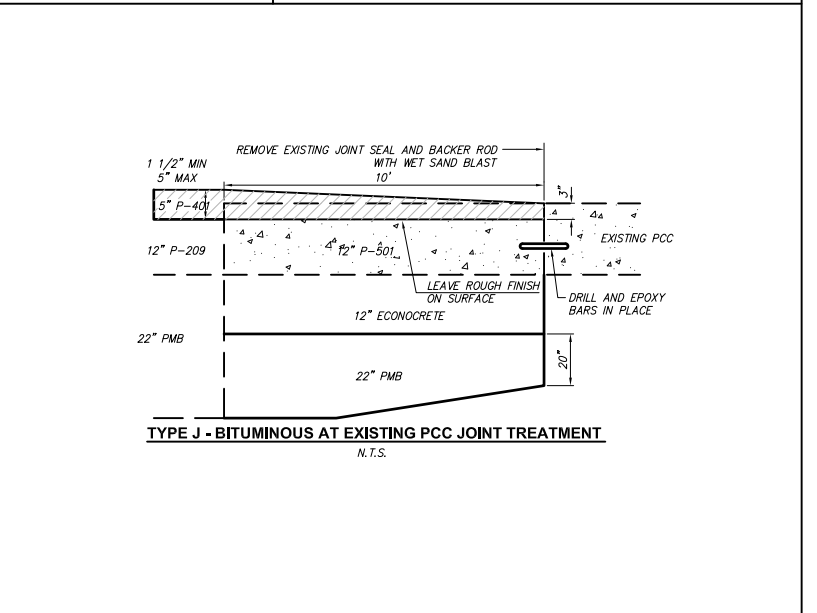 REMOVE EXISTING JOINT SEAL AND BACKER ROD
WITH WET SAND BLAST
1 1/2" MIN
5" MAX
10'
3"
5" P-401
EXISTING PCC
12" P-209
12" P-501
LEAVE ROUGH FINISH
ON SURFACE
DRILL AND EPOXY
BARS IN PLACE
12" ECONOCRETE
22" PMB
20"
22" PMB
TYPE J - BITUMINOUS AT EXISTING PCC JOINT TREATMENT
N.T.S.